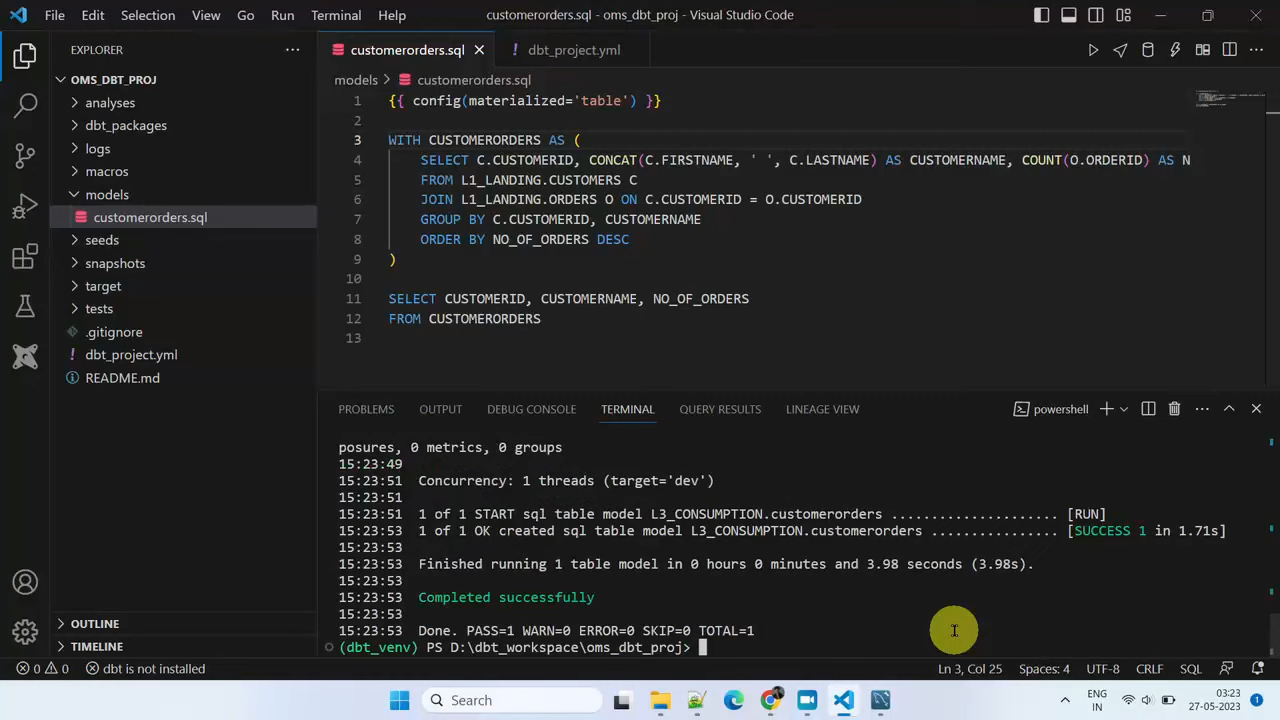 File Edit Selection View Go Run Terminal Help customerorders.sql - oms_dbt_proj - Visual Studio Code
EXPLORER
OMS_DBT_PROJ
analyses
dbt_packages
logs
macros
models
customerorders.sql
seeds
snapshots
target
tests
.gitignore
dbt_project.yml
README.md
OUTLINE
TIMELINE
customerorders.sql dbt_project.yml
models > customerorders.sql
1 {{ config(materialized='table') }}
2
3 WITH CUSTOMERORDERS AS (
4 SELECT C.CUSTOMERID, CONCAT(C.FIRSTNAME, ' ', C.LASTNAME) AS CUSTOMERNAME, COUNT(O.ORDERID) AS N
5 FROM L1_LANDING.CUSTOMERS C
6 JOIN L1_LANDING.ORDERS O ON C.CUSTOMERID = O.CUSTOMERID
7 GROUP BY C.CUSTOMERID, CUSTOMERNAME
8 ORDER BY NO_OF_ORDERS DESC
9 )
10
11 SELECT CUSTOMERID, CUSTOMERNAME, NO_OF_ORDERS
12 FROM CUSTOMERORDERS
13
PROBLEMS OUTPUT DEBUG CONSOLE TERMINAL QUERY RESULTS LINEAGE VIEW powershell
posures, 0 metrics, 0 groups
15:23:49
15:23:51 Concurrency: 1 threads (target='dev')
15:23:51
15:23:51 1 of 1 START sql table model L3_CONSUMPTION.customerorders ..................... [RUN]
15:23:53 1 of 1 OK created sql table model L3_CONSUMPTION.customerorders ................ [SUCCESS 1 in 1.71s]
15:23:53
15:23:53 Finished running 1 table model in 0 hours 0 minutes and 3.98 seconds (3.98s).
15:23:53
15:23:53 Completed successfully
15:23:53
15:23:53 Done. PASS=1 WARN=0 ERROR=0 SKIP=0 TOTAL=1
(dbt_venv) PS D:\dbt_workspace\oms_dbt_proj>
0 0 dbt is not installed Ln 3, Col 25 Spaces: 4 UTF-8 CRLF SQL
Search
ENG
IN
03:23
27-05-2023
1